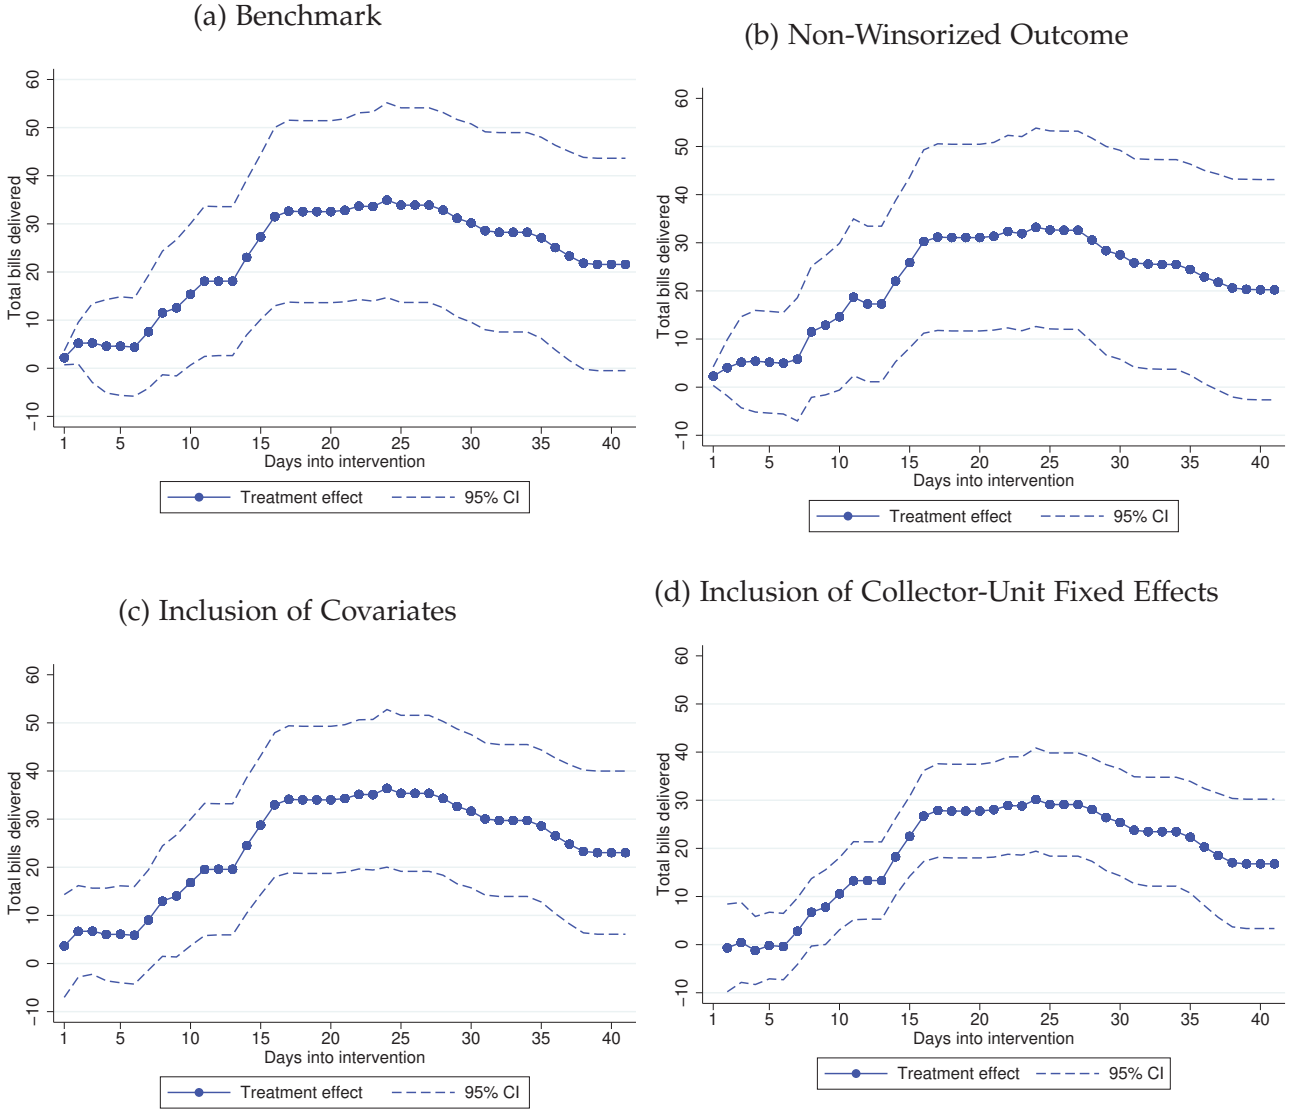 (a) Benchmark
Total bills delivered
60
50
40
30
20
10
0
−10
1 5 10 15 20 25 30 35 40
Days into intervention
Treatment effect 95% CI
(b) Non-Winsorized Outcome
Total bills delivered
60
50
40
30
20
10
0
−10
1 5 10 15 20 25 30 35 40
Days into intervention
Treatment effect 95% CI
(c) Inclusion of Covariates
Total bills delivered
60
50
40
30
20
10
0
−10
1 5 10 15 20 25 30 35 40
Days into intervention
Treatment effect 95% CI
(d) Inclusion of Collector-Unit Fixed Effects
Total bills delivered
60
50
40
30
20
10
0
−10
1 5 10 15 20 25 30 35 40
Days into intervention
Treatment effect 95% CI